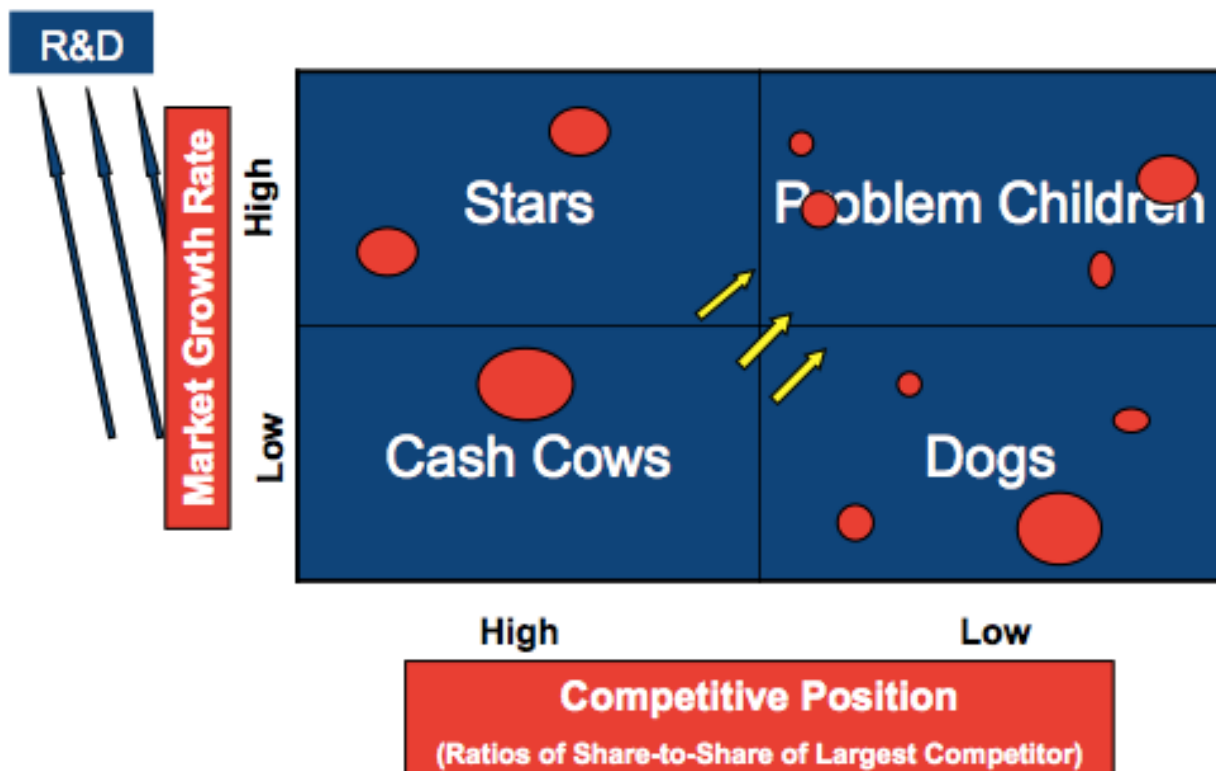 R&D
Market Growth Rate
High
Low
Stars
Problem Children
Cash Cows
Dogs
High
Low
Competitive Position
(Ratios of Share-to-Share of Largest Competitor)